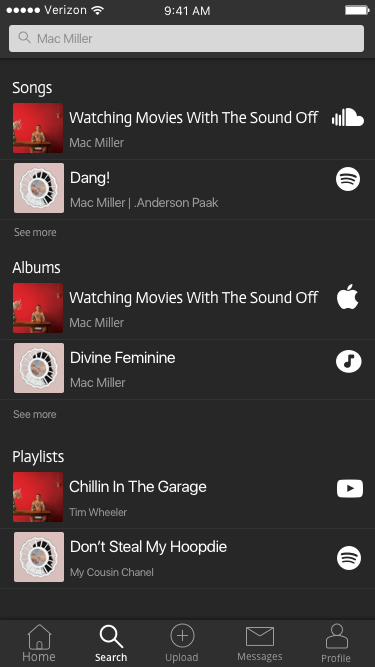 Verizon 9:41 AM
Mac Miller
Songs
Watching Movies With The Sound Off
Mac Miller
Dang!
Mac Miller | .Anderson Paak
See more
Albums
Watching Movies With The Sound Off
Mac Miller
Divine Feminine
Mac Miller
See more
Playlists
Chillin In The Garage
Tim Wheeler
Don't Steal My Hoopdie
My Cousin Chanel
Home Search Upload Messages Profile